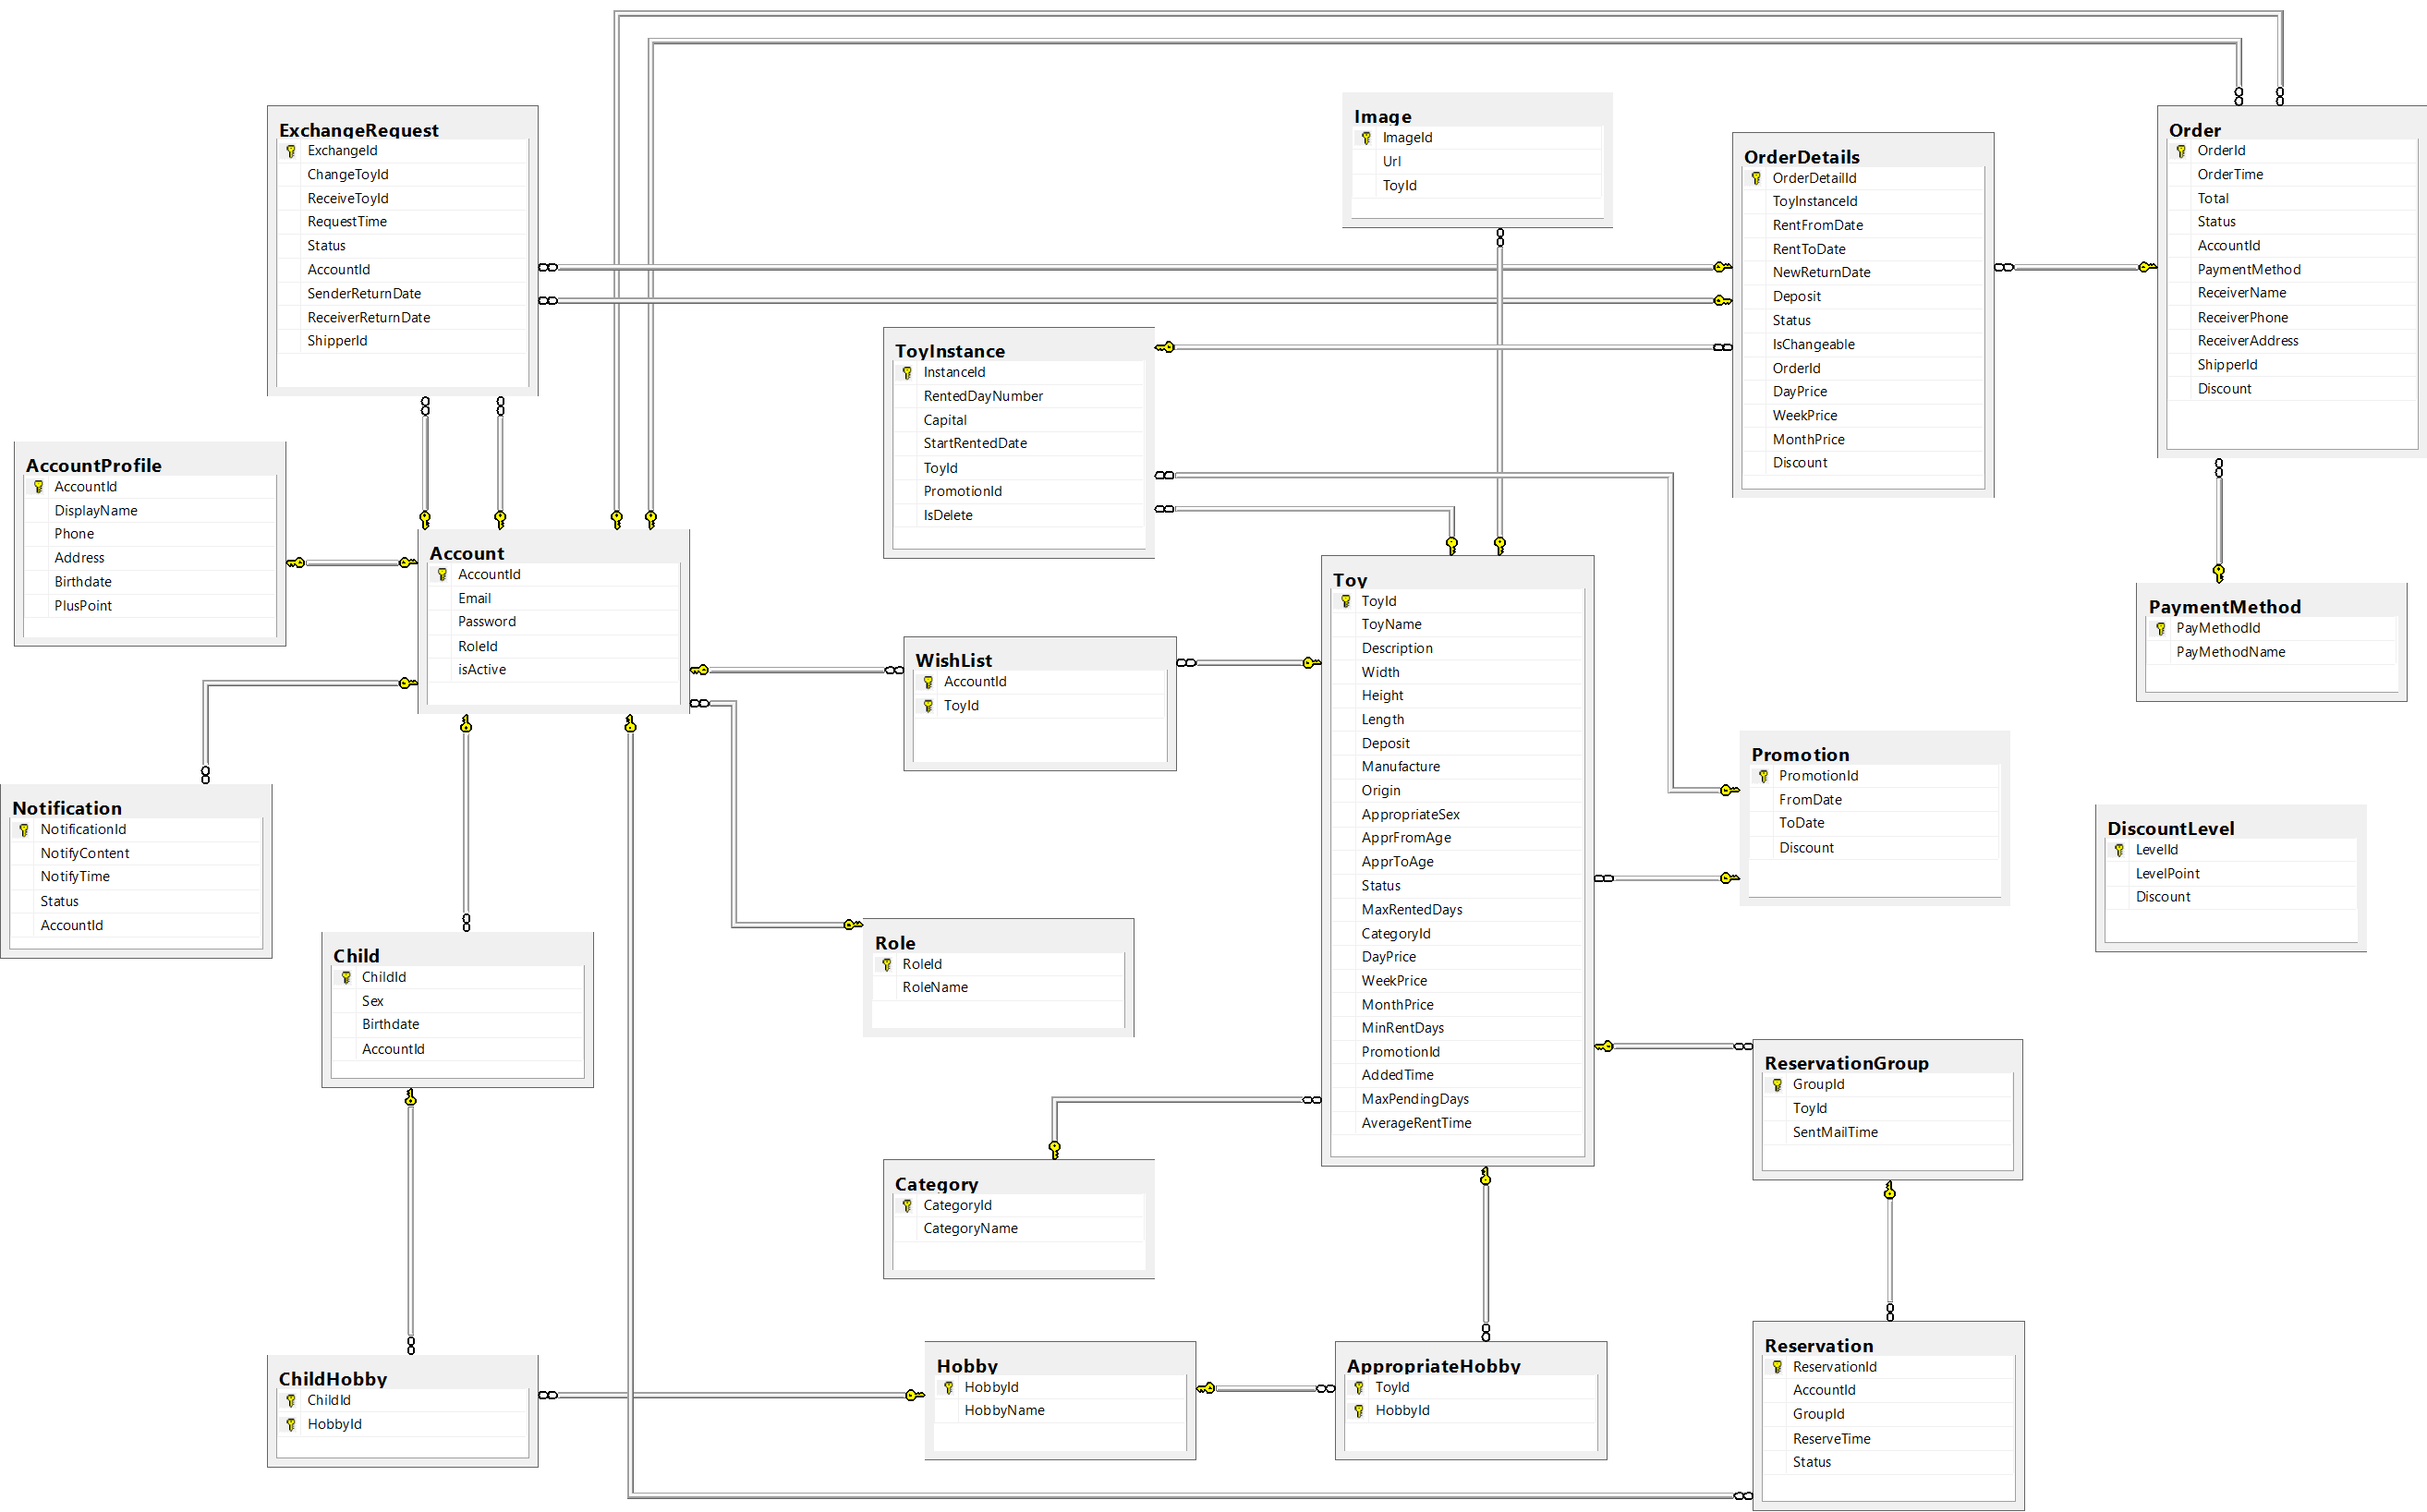 ExchangeRequest
ExchangeId
ChangeToyId
ReceiveToyId
RequestTime
Status
AccountId
SenderReturnDate
ReceiverReturnDate
ShipperId
Image
ImageId
Url
ToyId
OrderDetails
OrderDetailId
ToyInstanceId
RentFromDate
RentToDate
NewReturnDate
Deposit
Status
IsChangeable
OrderId
DayPrice
WeekPrice
MonthPrice
Discount
Order
OrderId
OrderTime
Total
Status
AccountId
PaymentMethod
ReceiverName
ReceiverPhone
ReceiverAddress
ShipperId
Discount
ToyInstance
InstanceId
RentedDayNumber
Capital
StartRentedDate
ToyId
PromotionId
IsDelete
AccountProfile
AccountId
DisplayName
Phone
Address
Birthdate
PlusPoint
Account
AccountId
Email
Password
RoleId
isActive
WishList
AccountId
ToyId
Toy
ToyId
ToyName
Description
Width
Height
Length
Deposit
Manufacture
Origin
AppropriateSex
ApprFromAge
ApprToAge
Status
MaxRentedDays
CategoryId
DayPrice
WeekPrice
MonthPrice
MinRentDays
PromotionId
AddedTime
MaxPendingDays
AverageRentTime
PaymentMethod
PayMethodId
PayMethodName
Promotion
PromotionId
FromDate
ToDate
Discount
DiscountLevel
LevelId
LevelPoint
Discount
Notification
NotificationId
NotifyContent
NotifyTime
Status
AccountId
Child
ChildId
Sex
Birthdate
AccountId
Role
RoleId
RoleName
ReservationGroup
GroupId
ToyId
SentMailTime
Category
CategoryId
CategoryName
ChildHobby
ChildId
HobbyId
Hobby
HobbyId
HobbyName
AppropriateHobby
ToyId
HobbyId
Reservation
ReservationId
AccountId
GroupId
ReserveTime
Status